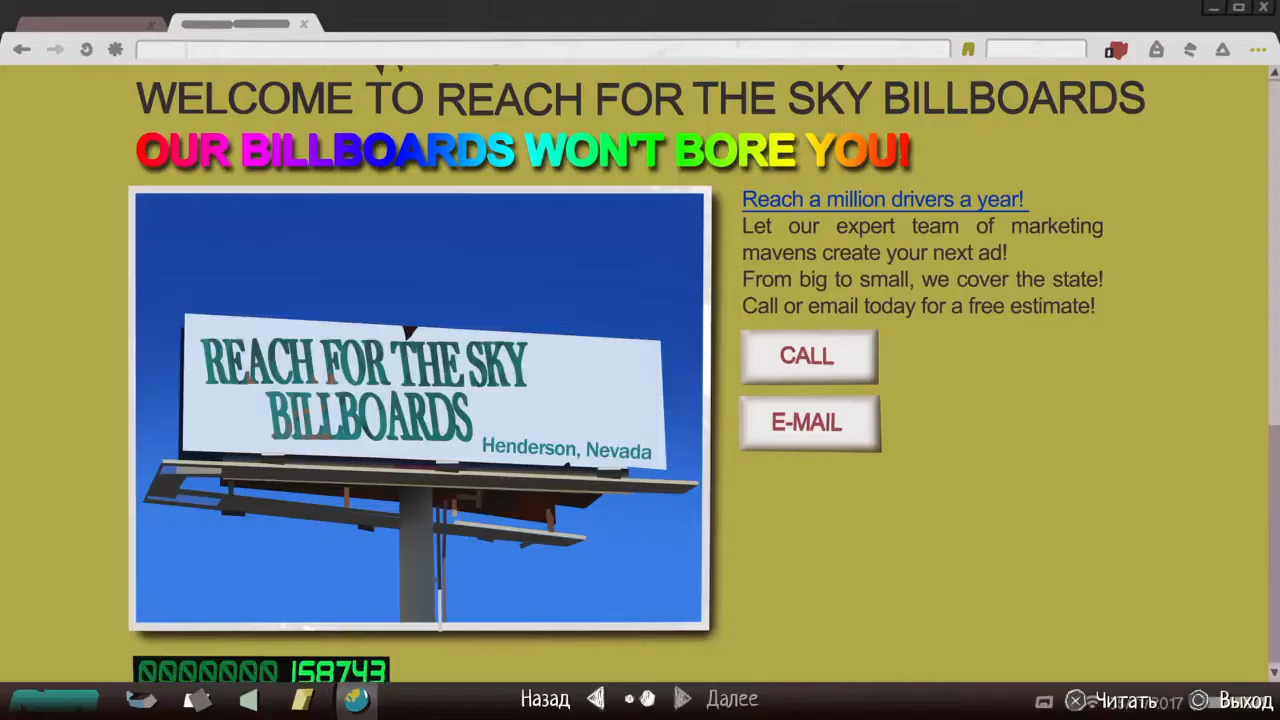 WELCOME TO REACH FOR THE SKY BILLBOARDS
OUR BILLBOARDS WON'T BORE YOU!
REACH FOR THE SKY
BILLBOARDS
Henderson, Nevada
Reach a million drivers a year!
Let our expert team of marketing
mavens create your next ad!
From big to small, we cover the state!
Call or email today for a free estimate!
CALL
E-MAIL
0000000 158743
Назад
Далее
Читать
Выход